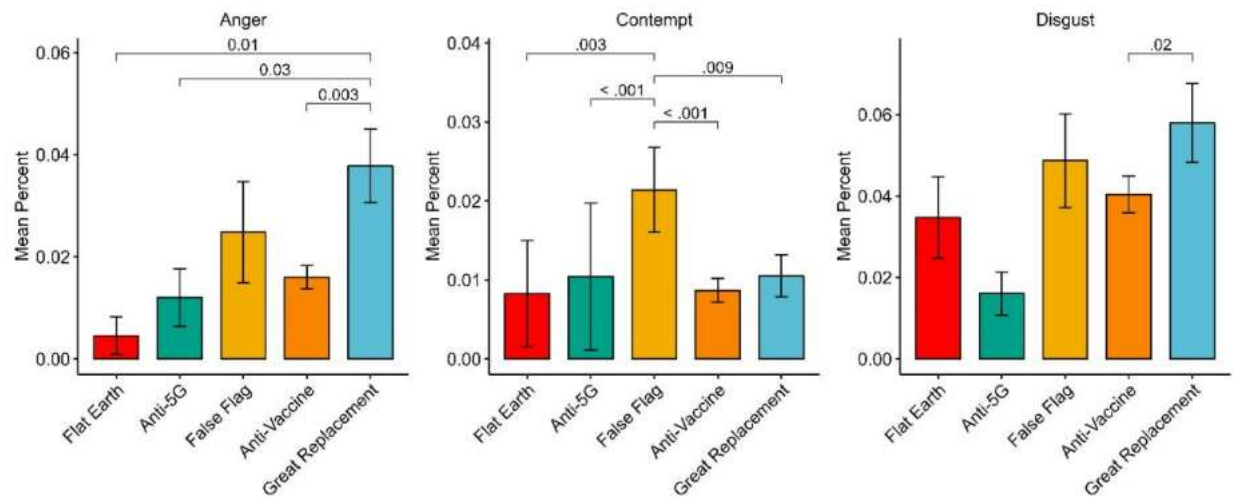 Anger
Mean Percent
0.06
0.04
0.02
0.00
0.01
0.03
0.003
Flat Earth
Anti-5G
False Flag
Anti-Vaccine
Great Replacement
Contempt
Mean Percent
0.04
0.03
0.02
0.01
0.00
.003
.009
< .001
< .001
Flat Earth
Anti-5G
False Flag
Anti-Vaccine
Great Replacement
Disgust
Mean Percent
0.06
0.04
0.02
0.00
.02
Flat Earth
Anti-5G
False Flag
Anti-Vaccine
Great Replacement